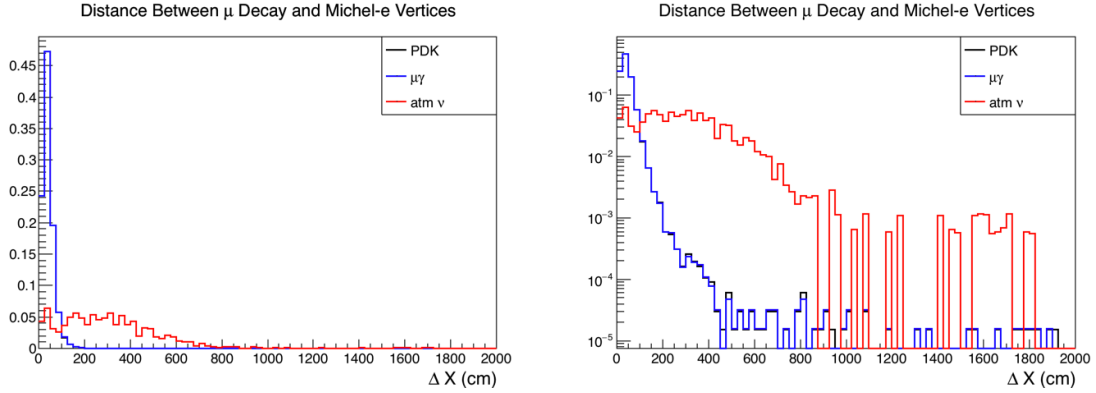 Distance Between μ Decay and Michel-e Vertices
0.45
0.4
0.35
0.3
0.25
0.2
0.15
0.1
0.05
0
PDK
μγ
atm ν
0 200 400 600 800 1000 1200 1400 1600 1800 2000
Δ X (cm)
Distance Between μ Decay and Michel-e Vertices
10⁻¹
10⁻²
10⁻³
10⁻⁴
10⁻⁵
PDK
μγ
atm ν
0 200 400 600 800 1000 1200 1400 1600 1800 2000
Δ X (cm)